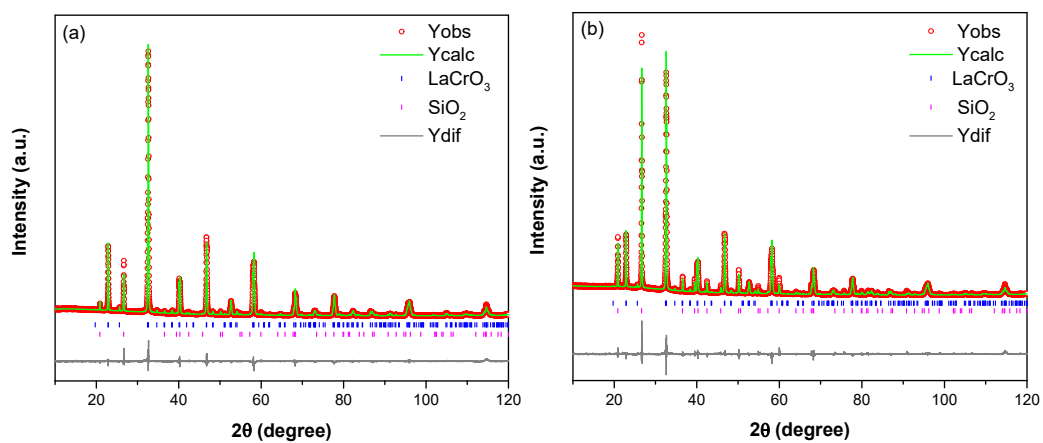 (a)
Yobs
Ycalc
LaCrO₃
SiO₂
Ydif
Intensity (a.u.)
20 40 60 80 100 120
2θ (degree)
(b)
Yobs
Ycalc
LaCrO₃
SiO₂
Ydif
Intensity (a.u.)
20 40 60 80 100 120
2θ (degree)